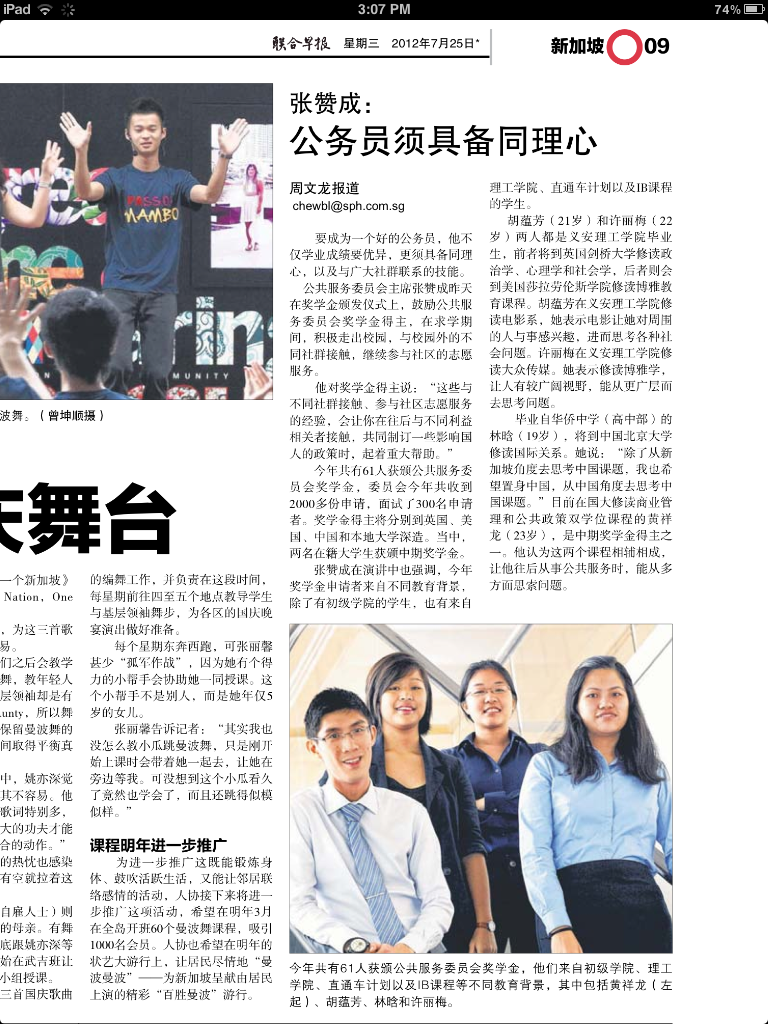 iPad
3:07 PM
74%
联合早报 星期三 2012年7月25日*
新加坡 09
PASSO
MAMBO
MUNITY
波舞。（曾坤顺摄）
庆舞台
一个新加坡》
Nation, One
，为这三首歌
易。
们之后会教学
舞，教年轻人
层领袖却是有
unty，所以舞
保留曼波舞的
间取得平衡真
中，姚亦深觉
其不容易。他
歌词特别多，
大的功夫才能
合的动作。”
的热忱也感染
有空就拉着这
自雇人士）则
的母亲。有舞
底跟姚亦深等
始在武吉班让
小组授课。
三首国庆歌曲
的编舞工作，并负责在这段时间，
每星期前往四至五个地点教导学生
与基层领袖舞步，为各区的国庆晚
宴演出做好准备。
每个星期东奔西跑，可张丽馨
甚少“孤军作战”，因为她有个得
力的小帮手会协助她一同授课。这
个小帮手不是别人，而是她年仅5
岁的女儿。
张丽馨告诉记者：“其实我也
没怎么教小瓜跳曼波舞，只是刚开
始上课时会带着她一起去，让她在
旁边等我。可没想到这个小瓜看久
了竟然也学会了，而且还跳得似模
似样。”
课程明年进一步推广
为进一步推广这既能锻炼身
体、鼓吹活跃生活，又能让邻居联
络感情的活动，人协接下来将进一
步推广这项活动，希望在明年3月
在全岛开班60个曼波舞课程，吸引
1000名会员。人协也希望在明年的
妆艺大游行上，让居民尽情地“曼
波曼波”——为新加坡呈献由居民
上演的精彩“百胜曼波”游行。
张赞成：
公务员须具备同理心
周文龙报道
chewbl@sph.com.sg
要成为一个好的公务员，他不
仅学业成绩要优异，更须具备同理
心，以及与广大社群联系的技能。
公共服务委员会主席张赞成昨天
在奖学金颁发仪式上，鼓励公共服
务委员会奖学金得主，在求学期
间，积极走出校园，与校园外的不
同社群接触，继续参与社区的志愿
服务。
他对奖学金得主说：“这些与
不同社群接触、参与社区志愿服务
的经验，会让你在往后与不同利益
相关者接触，共同制订一些影响国
人的政策时，起着重大帮助。”
今年共有61人获颁公共服务委
员会奖学金，委员会今年共收到
2000多份申请，面试了300名申请
者。奖学金得主将分别到英国、美
国、中国和本地大学深造。当中，
两名在籍大学生获颁中期奖学金。
张赞成在演讲中也强调，今年
奖学金申请者来自不同教育背景，
除了有初级学院的学生，也有来自
理工学院、直通车计划以及IB课程
的学生。
胡蕴芳（21岁）和许丽梅（22
岁）两人都是义安理工学院毕业
生，前者将到英国剑桥大学修读政
治学、心理学和社会学，后者则会
到美国莎拉劳伦斯学院修读博雅教
育课程。胡蕴芳在义安理工学院修
读电影系，她表示电影让她对周围
的人与事感兴趣，进而思考各种社
会问题。许丽梅在义安理工学院修
读大众传媒。她表示修读博雅学，
让人有较广阔视野，能从更广层面
去思考问题。
毕业自华侨中学（高中部）的
林晗（19岁），将到中国北京大学
修读国际关系。她说：“除了从新
加坡角度去思考中国课题，我也希
望置身中国，从中国角度去思考中
国课题。”目前在国大修读商业管
理和公共政策双学位课程的黄祥
龙（23岁），是中期奖学金得主之
一。他认为这两个课程相辅相成，
让他往后从事公共服务时，能从多
方面思索问题。
今年共有61人获颁公共服务委员会奖学金，他们来自初级学院、理工
学院、直通车计划以及IB课程等不同教育背景，其中包括黄祥龙（左
起）、胡蕴芳、林晗和许丽梅。